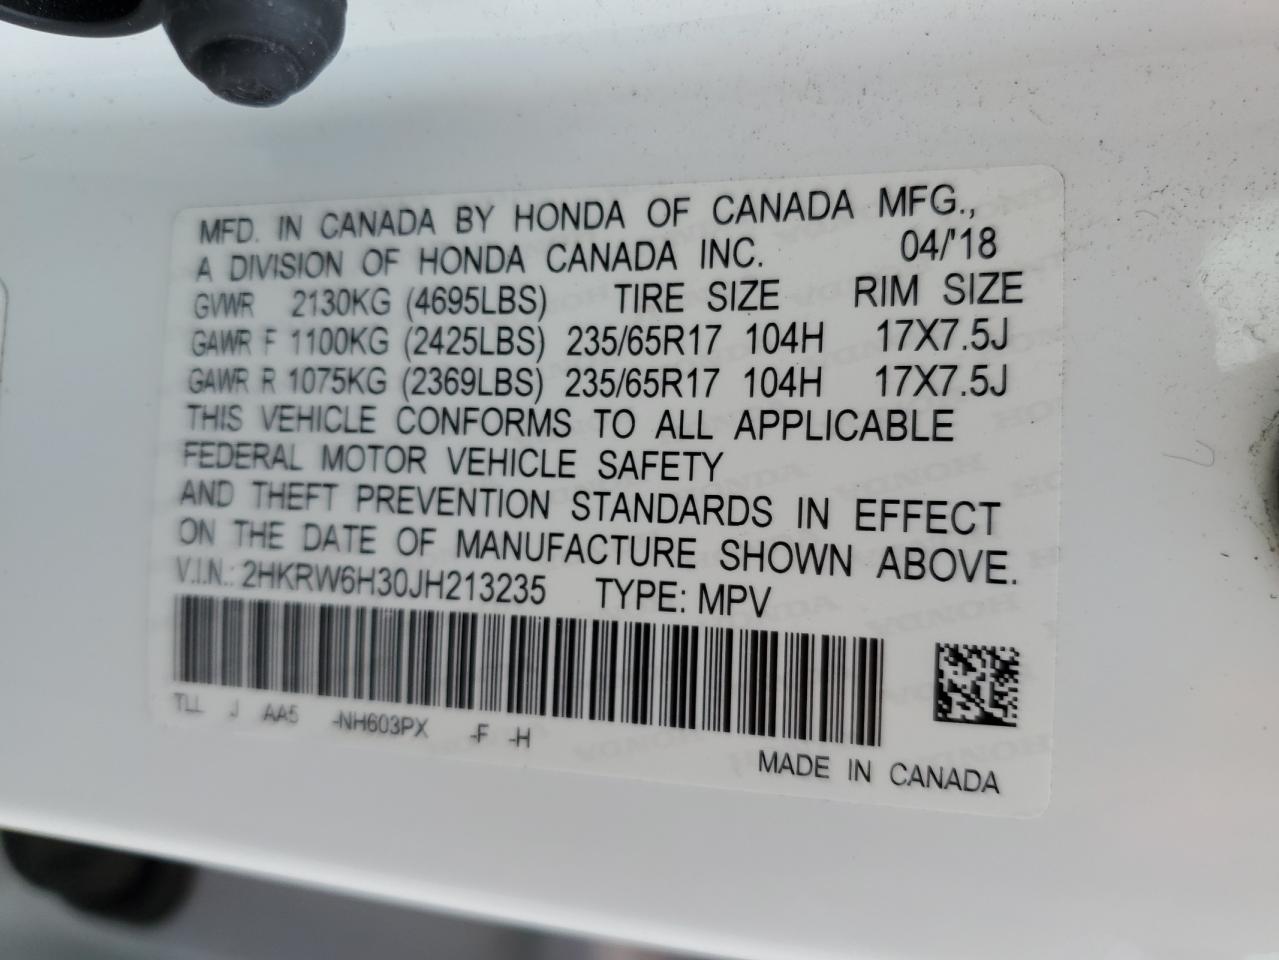 MFD. IN CANADA BY HONDA OF CANADA MFG.,
A DIVISION OF HONDA CANADA INC. 04/'18
GVWR 2130KG (4695LBS) TIRE SIZE RIM SIZE
GAWR F 1100KG (2425LBS) 235/65R17 104H 17X7.5J
GAWR R 1075KG (2369LBS) 235/65R17 104H 17X7.5J
THIS VEHICLE CONFORMS TO ALL APPLICABLE
FEDERAL MOTOR VEHICLE SAFETY
AND THEFT PREVENTION STANDARDS IN EFFECT
ON THE DATE OF MANUFACTURE SHOWN ABOVE.
V.I.N.: 2HKRW6H30JH213235 TYPE: MPV
TLL J AA5 -NH603PX -F -H
MADE IN CANADA